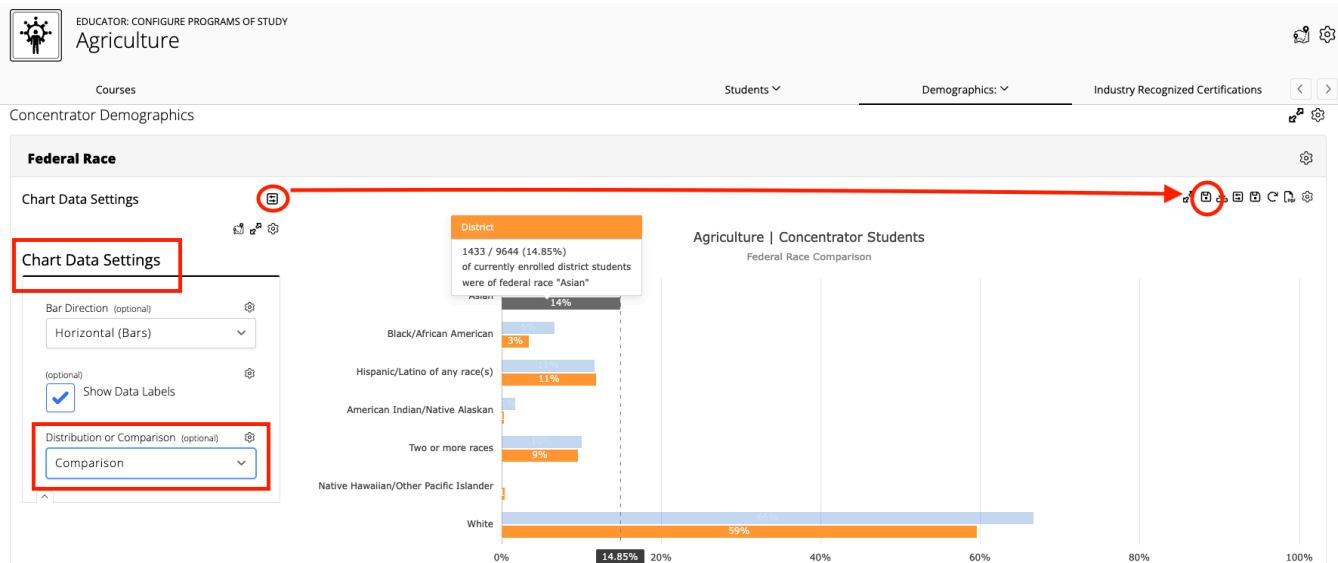 EDUCATOR: CONFIGURE PROGRAMS OF STUDY
Agriculture
Courses
Students
Demographics:
Industry Recognized Certifications
Concentrator Demographics
Federal Race
Chart Data Settings
Chart Data Settings
Bar Direction (optional)
Horizontal (Bars)
(optional)
Show Data Labels
Distribution or Comparison (optional)
Comparison
Agriculture | Concentrator Students
Federal Race Comparison
District
1433 / 9644 (14.85%)
of currently enrolled district students
were of federal race "Asian"
Asian
14%
Black/African American
3%
Hispanic/Latino of any race(s)
11%
11%
American Indian/Native Alaskan
Two or more races
9%
Native Hawaiian/Other Pacific Islander
White
59%
0%
14.85%
20%
40%
60%
80%
100%